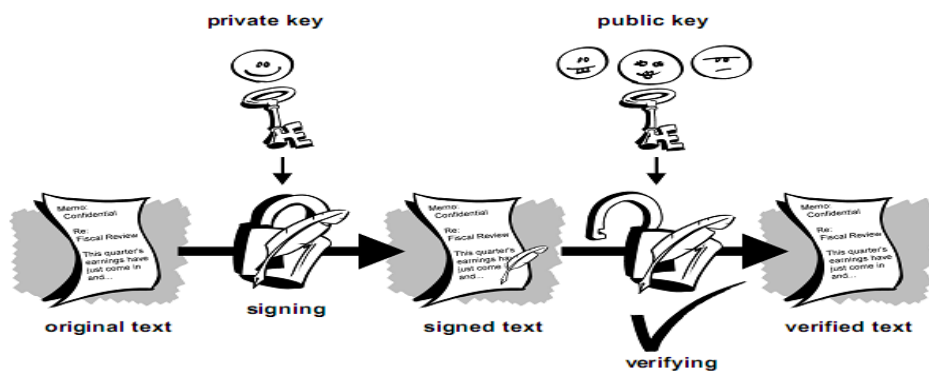 private key
public key
Memo:
Confidential
Re:
Fiscal Review
This quarter's
earnings have
just come in
and...
Memo:
Confidential
Re:
Fiscal Review
This quarter's
earnings have
just come in
and...
Memo:
Confidential
Re:
Fiscal Review
This quarter's
earnings have
just come in
and...
original text
signing
signed text
verifying
verified text